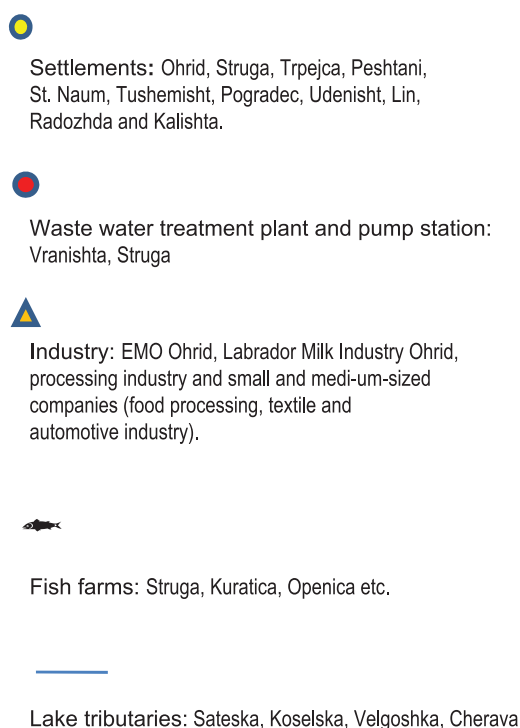 Settlements: Ohrid, Struga, Trpejca, Peshtani,
St. Naum, Tushemisht, Pogradec, Udenisht, Lin,
Radozhda and Kalishta.
Waste water treatment plant and pump station:
Vranishta, Struga
Industry: EMO Ohrid, Labrador Milk Industry Ohrid,
processing industry and small and medi-um-sized
companies (food processing, textile and
automotive industry).
Fish farms: Struga, Kuratica, Openica etc.
Lake tributaries: Sateska, Koselska, Velgoshka, Cherava